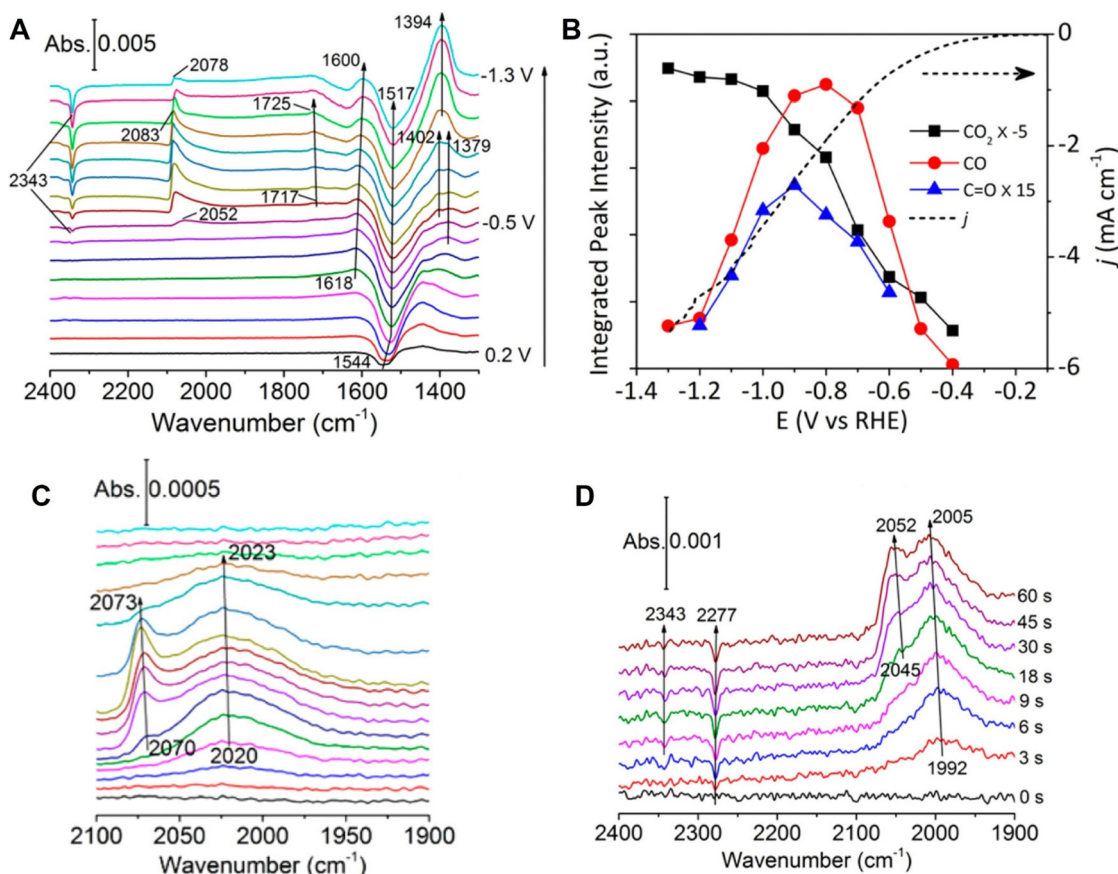 A
Abs. 0.005
1394
2078
1600
-1.3 V
1517
1725
2083
1402
1379
2343
2052
1717
-0.5 V
1618
1544
0.2 V
2400 2200 2000 1800 1600 1400
Wavenumber (cm-1)
B
Integrated Peak Intensity (a.u.)
CO2 X -5
CO
C=O X 15
j
0
-2
-4
-6
j (mA cm-1)
-1.4 -1.2 -1.0 -0.8 -0.6 -0.4 -0.2
E (V vs RHE)
C
Abs. 0.0005
2023
2073
2070
2020
2100 2050 2000 1950 1900
Wavenumber (cm-1)
D
Abs. 0.001
2052 2005
2343 2277
60 s
45 s
30 s
2045
18 s
9 s
6 s
1992
3 s
0 s
2400 2300 2200 2100 2000 1900
Wavenumber (cm-1)